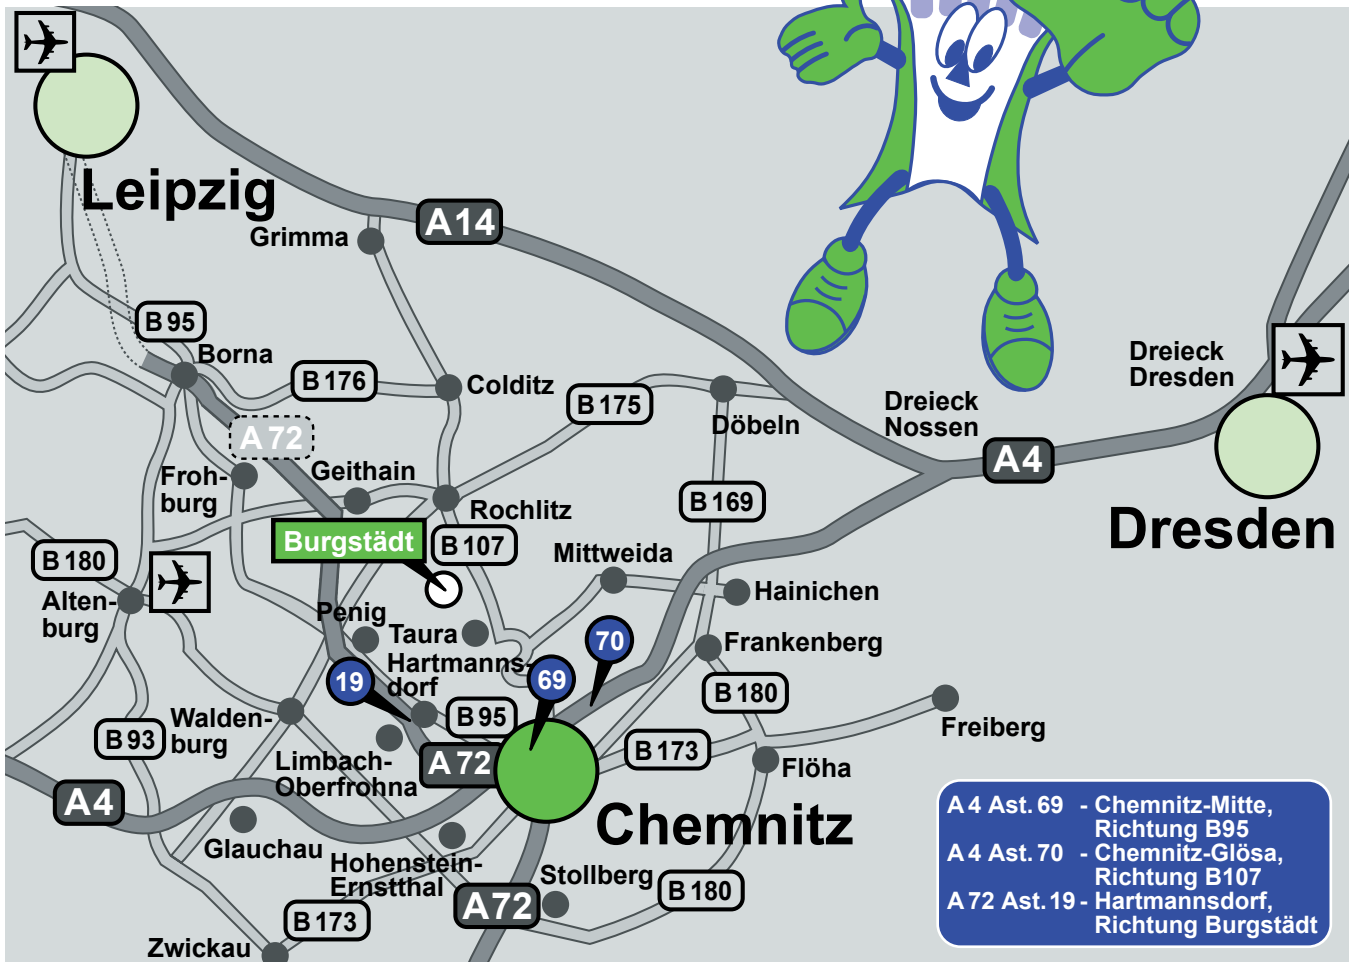 Leipzig
A14
Grimma
B 95
Borna
B 176
Colditz
B 175
Döbeln
Dreieck
Nossen
Dreieck
Dresden
A4
Dresden
A 72
Geithain
Froh-
burg
Rochlitz
B 169
Burgstädt
B 107
Mittweida
B 180
Alten-
burg
Hainichen
Penig
Taura
70
Frankenberg
Hartmanns-
dorf
19
69
B 180
Walden-
burg
B 95
Freiberg
B 93
Limbach-
Oberfrohna
A 72
B 173
Flöha
A4
Chemnitz
Glauchau
Hohenstein-
Ernstthal
Stollberg
B 180
A72
B 173
Zwickau
A 4 Ast. 69 - Chemnitz-Mitte,
Richtung B95
A 4 Ast. 70 - Chemnitz-Glösa,
Richtung B107
A 72 Ast. 19 - Hartmannsdorf,
Richtung Burgstädt